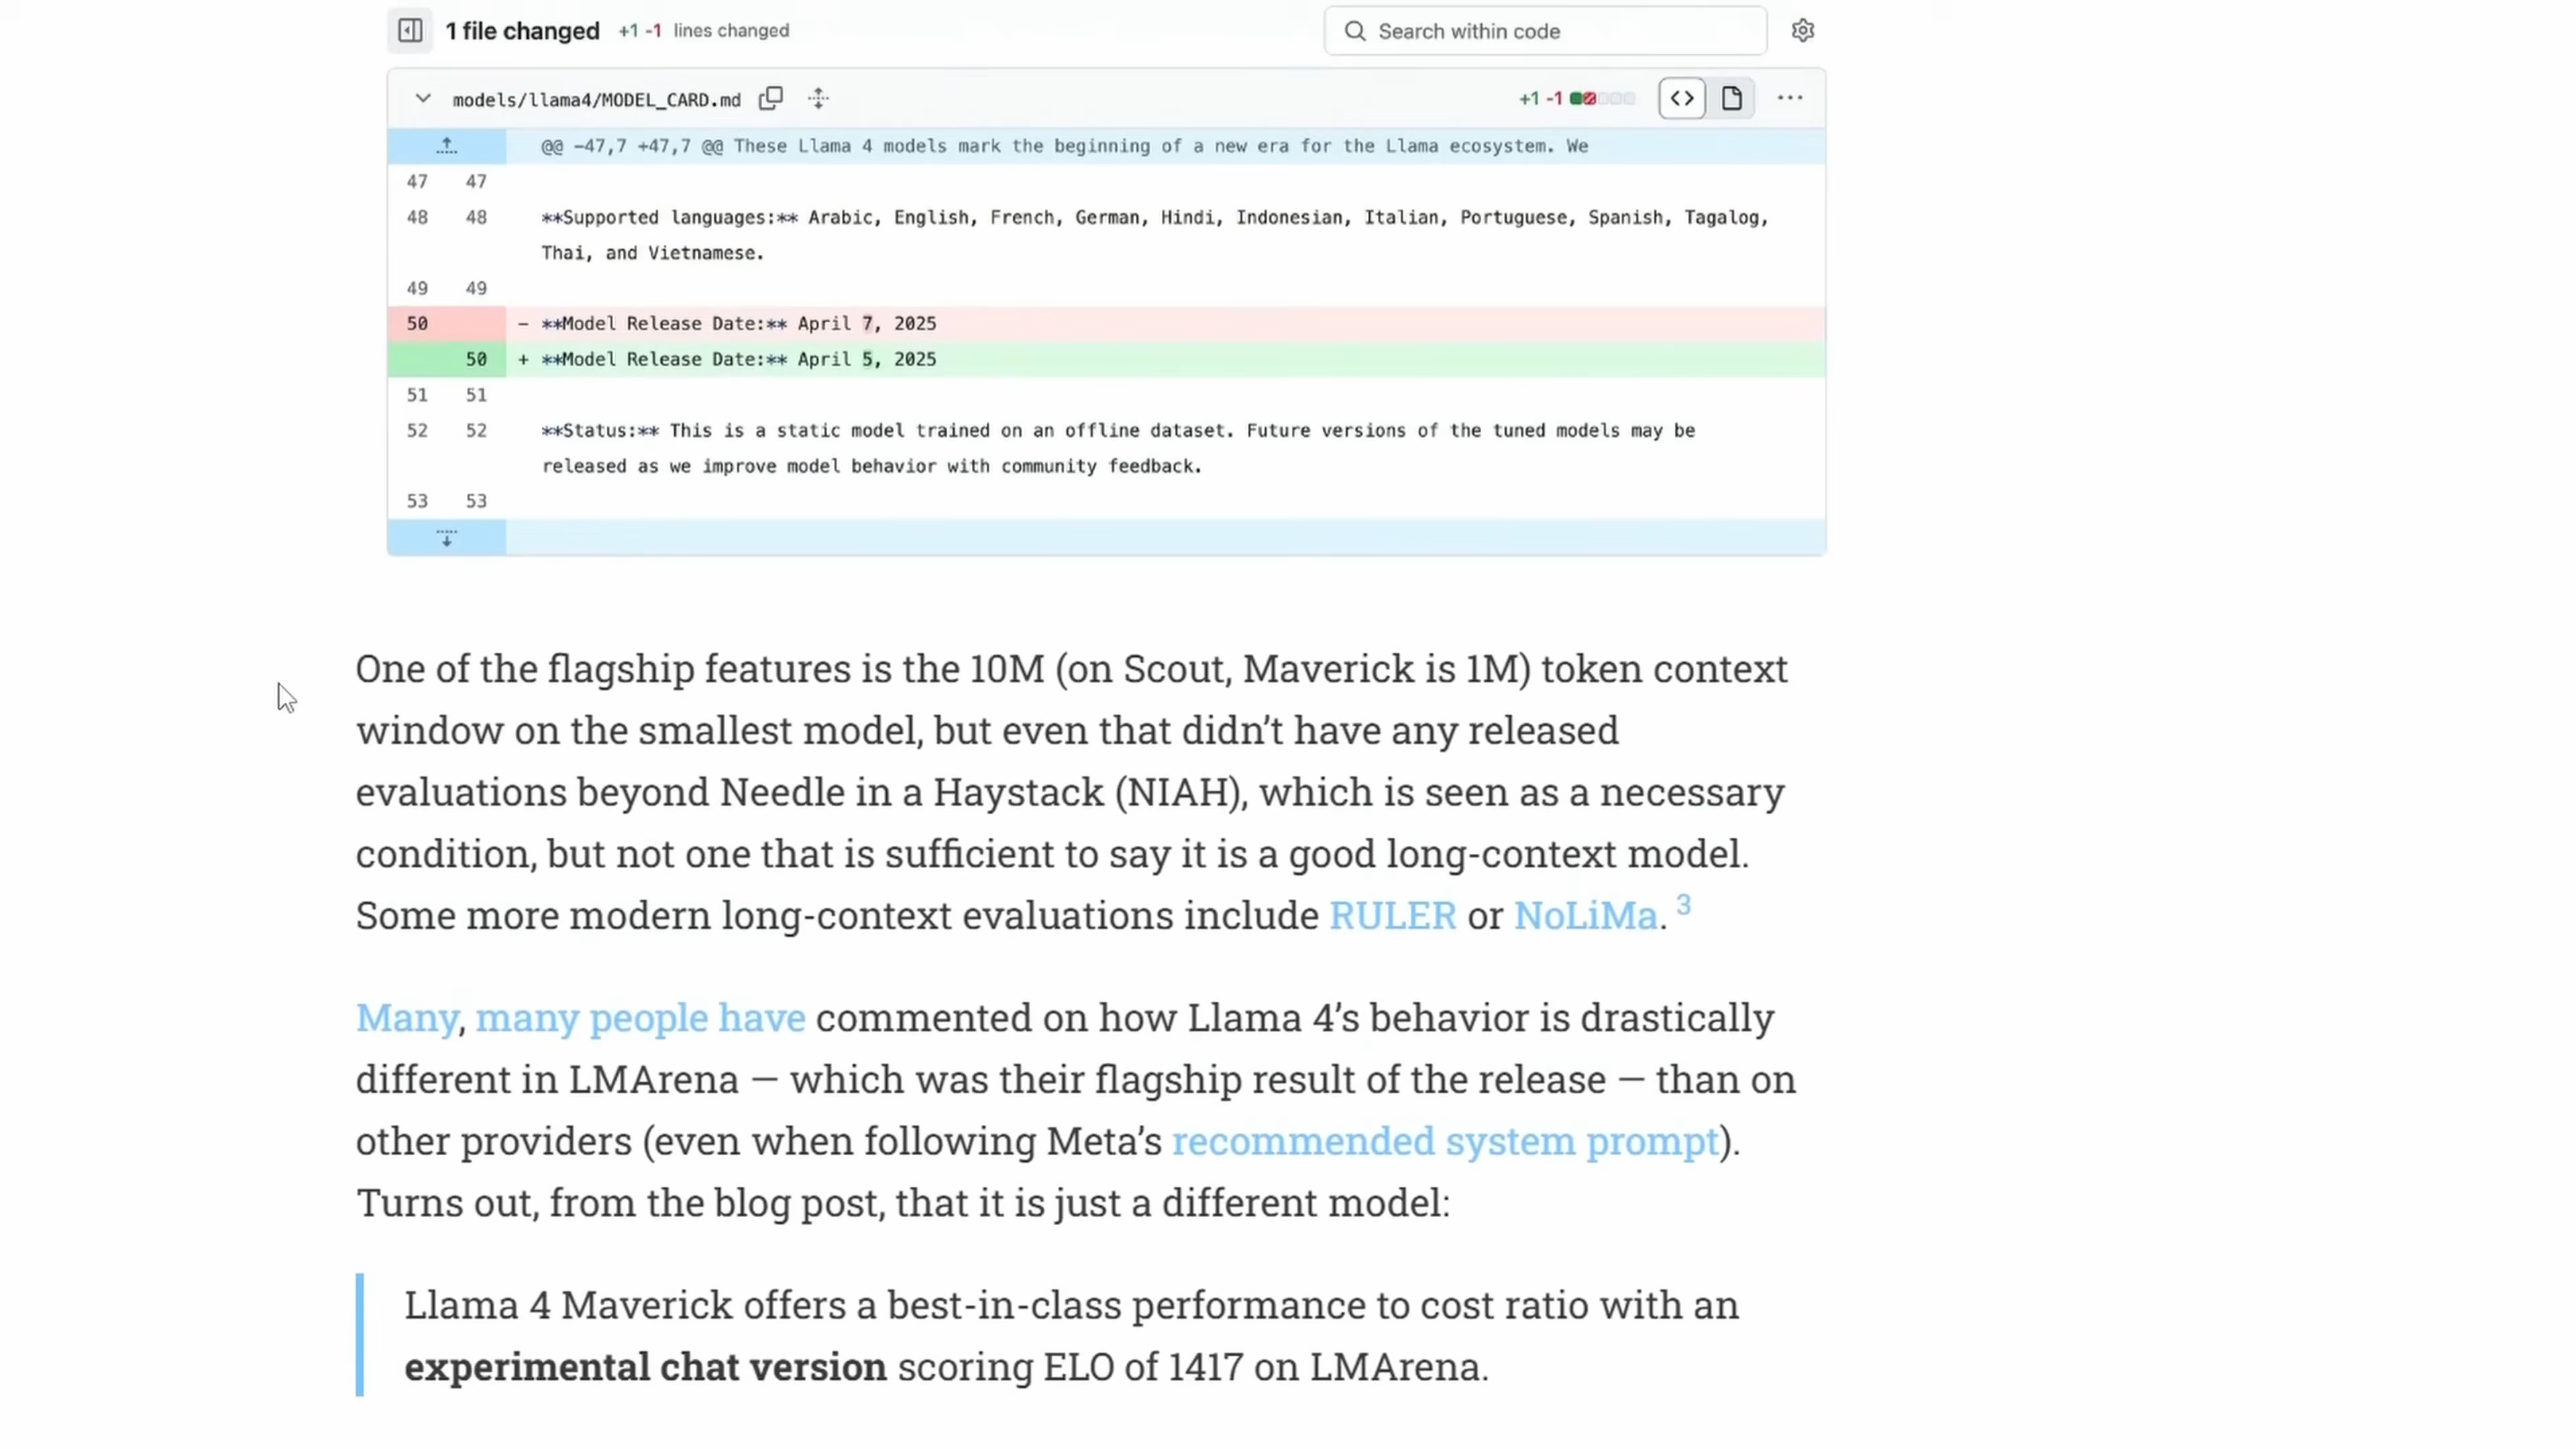 1 file changed +1 -1 lines changed Search within code
models/llama4/MODEL_CARD.md +1 -1
@@ -47,7 +47,7 @@ These Llama 4 models mark the beginning of a new era for the Llama ecosystem. We
47 47
48 48 **Supported languages:** Arabic, English, French, German, Hindi, Indonesian, Italian, Portuguese, Spanish, Tagalog,
Thai, and Vietnamese.
49 49
50 - **Model Release Date:** April 7, 2025
50 + **Model Release Date:** April 5, 2025
51 51
52 52 **Status:** This is a static model trained on an offline dataset. Future versions of the tuned models may be
released as we improve model behavior with community feedback.
53 53
One of the flagship features is the 10M (on Scout, Maverick is 1M) token context
window on the smallest model, but even that didn’t have any released
evaluations beyond Needle in a Haystack (NIAH), which is seen as a necessary
condition, but not one that is sufficient to say it is a good long-context model.
Some more modern long-context evaluations include RULER or NoLiMa. 3
Many, many people have commented on how Llama 4’s behavior is drastically
different in LMArena — which was their flagship result of the release — than on
other providers (even when following Meta’s recommended system prompt).
Turns out, from the blog post, that it is just a different model:
Llama 4 Maverick offers a best-in-class performance to cost ratio with an
experimental chat version scoring ELO of 1417 on LMArena.